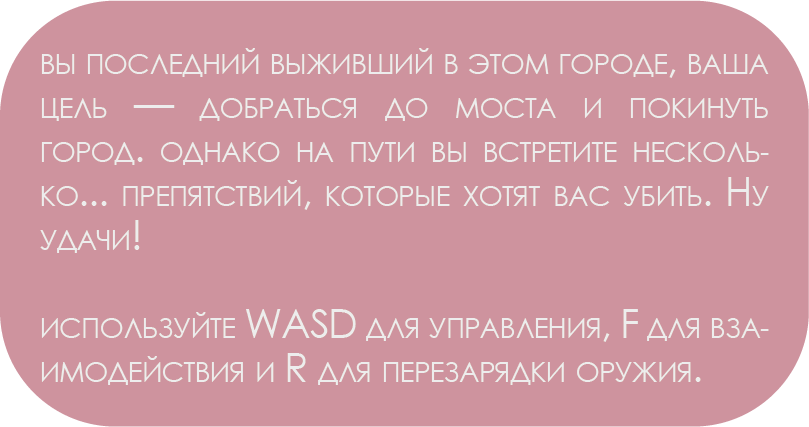 вы последний выживший в этом городе, ваша
цель — добраться до моста и покинуть
город. однако на пути вы встретите несколь-
ко... препятствий, которые хотят вас убить. Ну
удачи!
используйте WASD для управления, F для вза-
имодействия и R для перезарядки оружия.